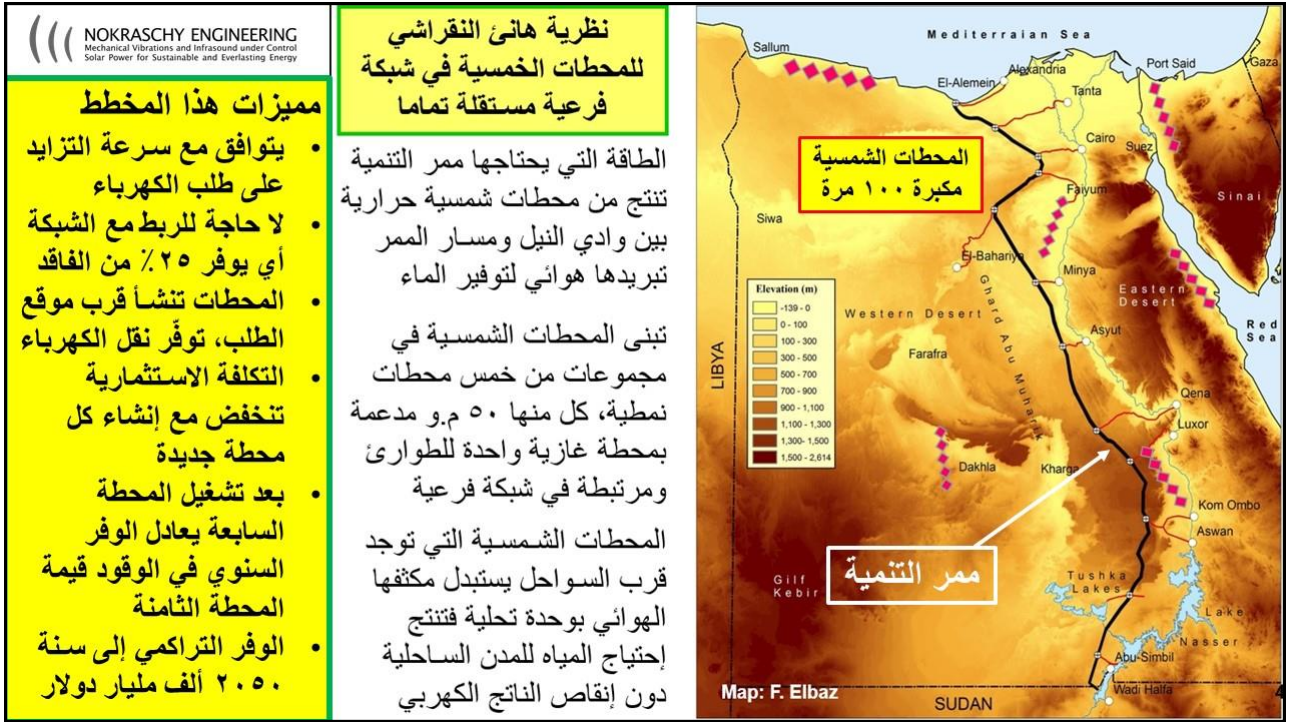 NOKRASCHY ENGINEERING
Mechanical Vibrations and Infrasound under Control
Solar Power for Sustainable and Everlasting Energy
مميزات هذا المخطط
• يتوافق مع سرعة التزايد
على طلب الكهرباء
• لا حاجة للربط مع الشبكة
أي يوفر ٢٥٪ من الفاقد
• المحطات تنشأ قرب موقع
الطلب، توفّر نقل الكهرباء
• التكلفة الاستثمارية
تنخفض مع إنشاء كل
محطة جديدة
• بعد تشغيل المحطة
السابعة يعادل الوفر
السنوي في الوقود قيمة
المحطة الثامنة
• الوفر التراكمي إلى سنة
٢٠٥٠ ألف مليار دولار
نظرية هانئ النقراشي
للمحطات الخمسية في شبكة
فرعية مستقلة تماما
الطاقة التي يحتاجها ممر التنمية
تنتج من محطات شمسية حرارية
بين وادي النيل ومسار الممر
تبريدها هوائي لتوفير الماء
تبنى المحطات الشمسية في
مجموعات من خمس محطات
نمطية، كل منها ٥٠ م.و مدعمة
بمحطة غازية واحدة للطوارئ
ومرتبطة في شبكة فرعية
المحطات الشمسية التي توجد
قرب السواحل يستبدل مكثفها
الهوائي بوحدة تحلية فتنتج
إحتياج المياه للمدن الساحلية
دون إنقاص الناتج الكهربي
Mediterraian Sea
Sallum
Alexandria
Port Said
Gaza
El-Alemein
Tanta
Cairo
Suez
المحطات الشمسية
مكبرة ١٠٠ مرة
Faiyum
Sinai
Siwa
El-Bahariya
Minya
Elevation (m)
-139 - 0
0 - 100
100 - 300
300 - 500
500 - 700
700 - 900
900 - 1,100
1,100 - 1,300
1,300- 1,500
1,500 - 2,614
Eastern
Desert
Western Desert
Ghard Abu Muharik
Red
Sea
Asyut
Farafra
LIBYA
Qena
Luxor
Dakhla
Kharga
Kom Ombo
Aswan
ممر التنمية
Gilf
Kebir
Tushka
Lakes
Lake
Nasser
Abu-Simbil
Map: F. Elbaz
Wadi Halfa
SUDAN
4